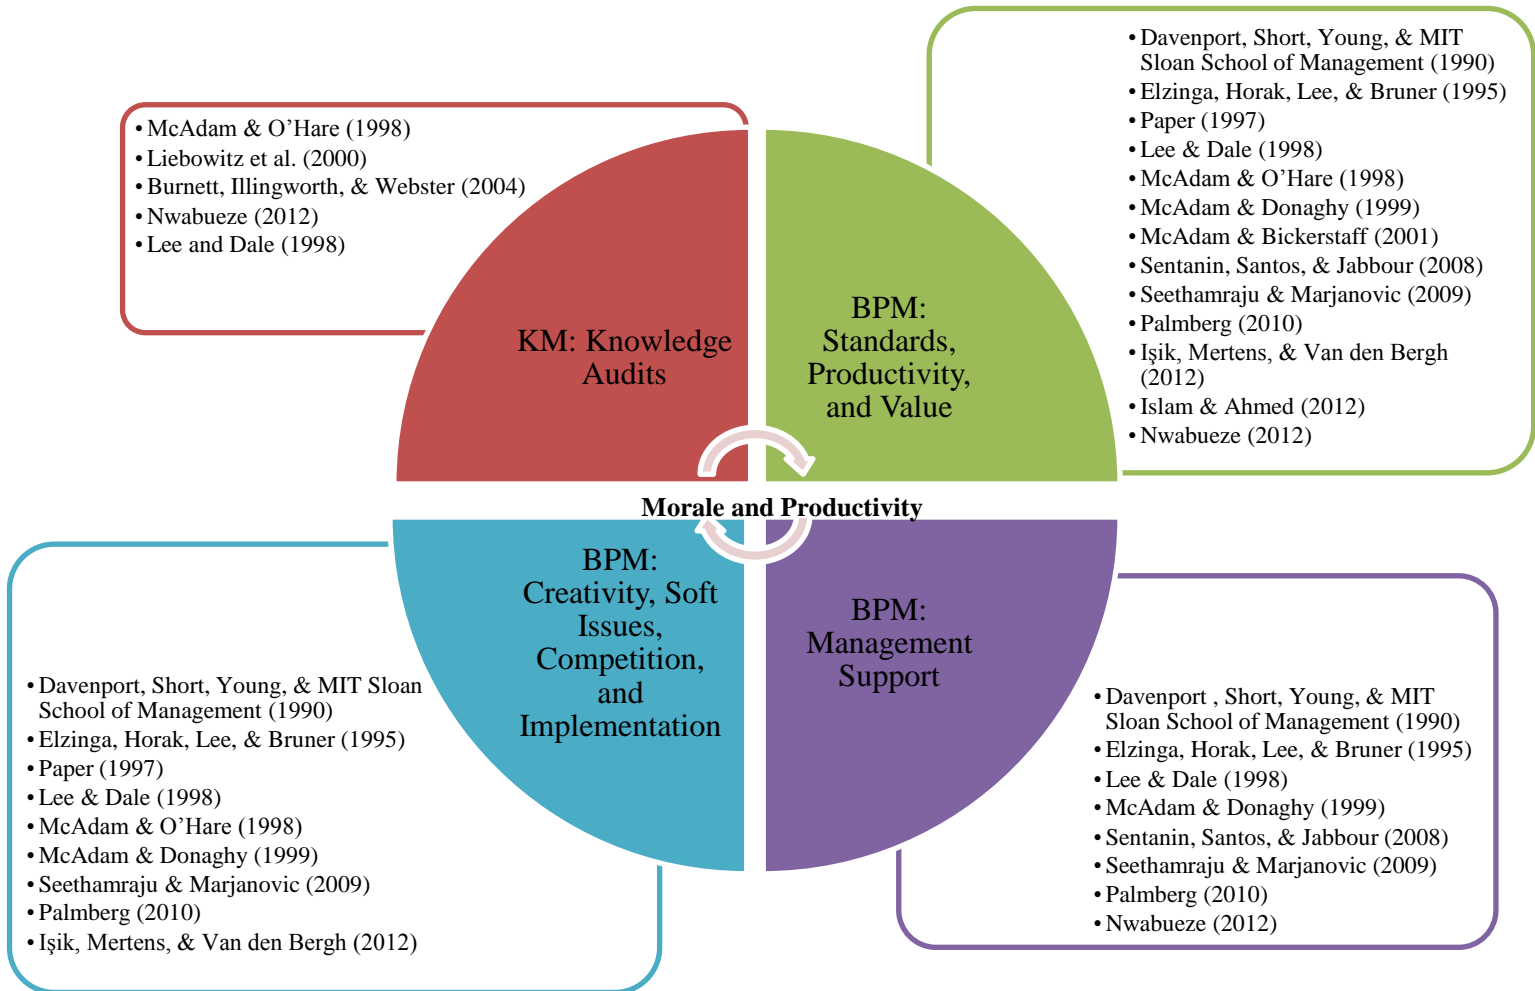 • McAdam & O’Hare (1998)
• Liebowitz et al. (2000)
• Burnett, Illingworth, & Webster (2004)
• Nwabueze (2012)
• Lee and Dale (1998)
KM: Knowledge
Audits
• Davenport, Short, Young, & MIT
Sloan School of Management (1990)
• Elzinga, Horak, Lee, & Bruner (1995)
• Paper (1997)
• Lee & Dale (1998)
• McAdam & O’Hare (1998)
• McAdam & Donaghy (1999)
• McAdam & Bickerstaff (2001)
• Sentanin, Santos, & Jabbour (2008)
• Seethamraju & Marjanovic (2009)
• Palmberg (2010)
• Işik, Mertens, & Van den Bergh
(2012)
• Islam & Ahmed (2012)
• Nwabueze (2012)
BPM:
Standards,
Productivity,
and Value
Morale and Productivity
BPM:
Creativity, Soft
Issues,
Competition,
and
Implementation
• Davenport, Short, Young, & MIT Sloan
School of Management (1990)
• Elzinga, Horak, Lee, & Bruner (1995)
• Paper (1997)
• Lee & Dale (1998)
• McAdam & O’Hare (1998)
• McAdam & Donaghy (1999)
• Seethamraju & Marjanovic (2009)
• Palmberg (2010)
• Işik, Mertens, & Van den Bergh (2012)
BPM:
Management
Support
• Davenport , Short, Young, & MIT
Sloan School of Management (1990)
• Elzinga, Horak, Lee, & Bruner (1995)
• Lee & Dale (1998)
• McAdam & Donaghy (1999)
• Sentanin, Santos, & Jabbour (2008)
• Seethamraju & Marjanovic (2009)
• Palmberg (2010)
• Nwabueze (2012)